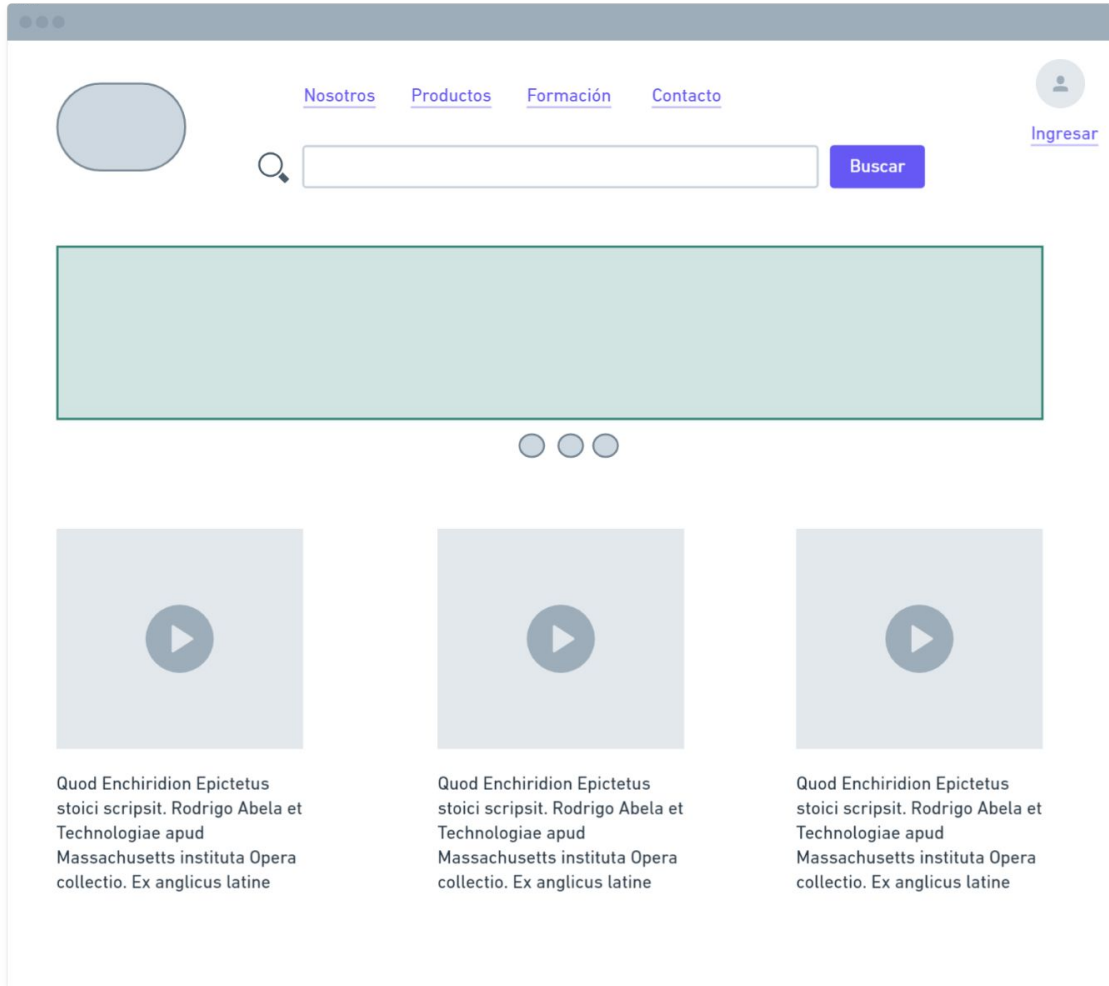 Nosotros Productos Formación Contacto
Ingresar
Buscar
Quod Enchiridion Epictetus
stoici scripsit. Rodrigo Abela et
Technologiae apud
Massachusetts instituta Opera
collectio. Ex anglicus latine
Quod Enchiridion Epictetus
stoici scripsit. Rodrigo Abela et
Technologiae apud
Massachusetts instituta Opera
collectio. Ex anglicus latine
Quod Enchiridion Epictetus
stoici scripsit. Rodrigo Abela et
Technologiae apud
Massachusetts instituta Opera
collectio. Ex anglicus latine